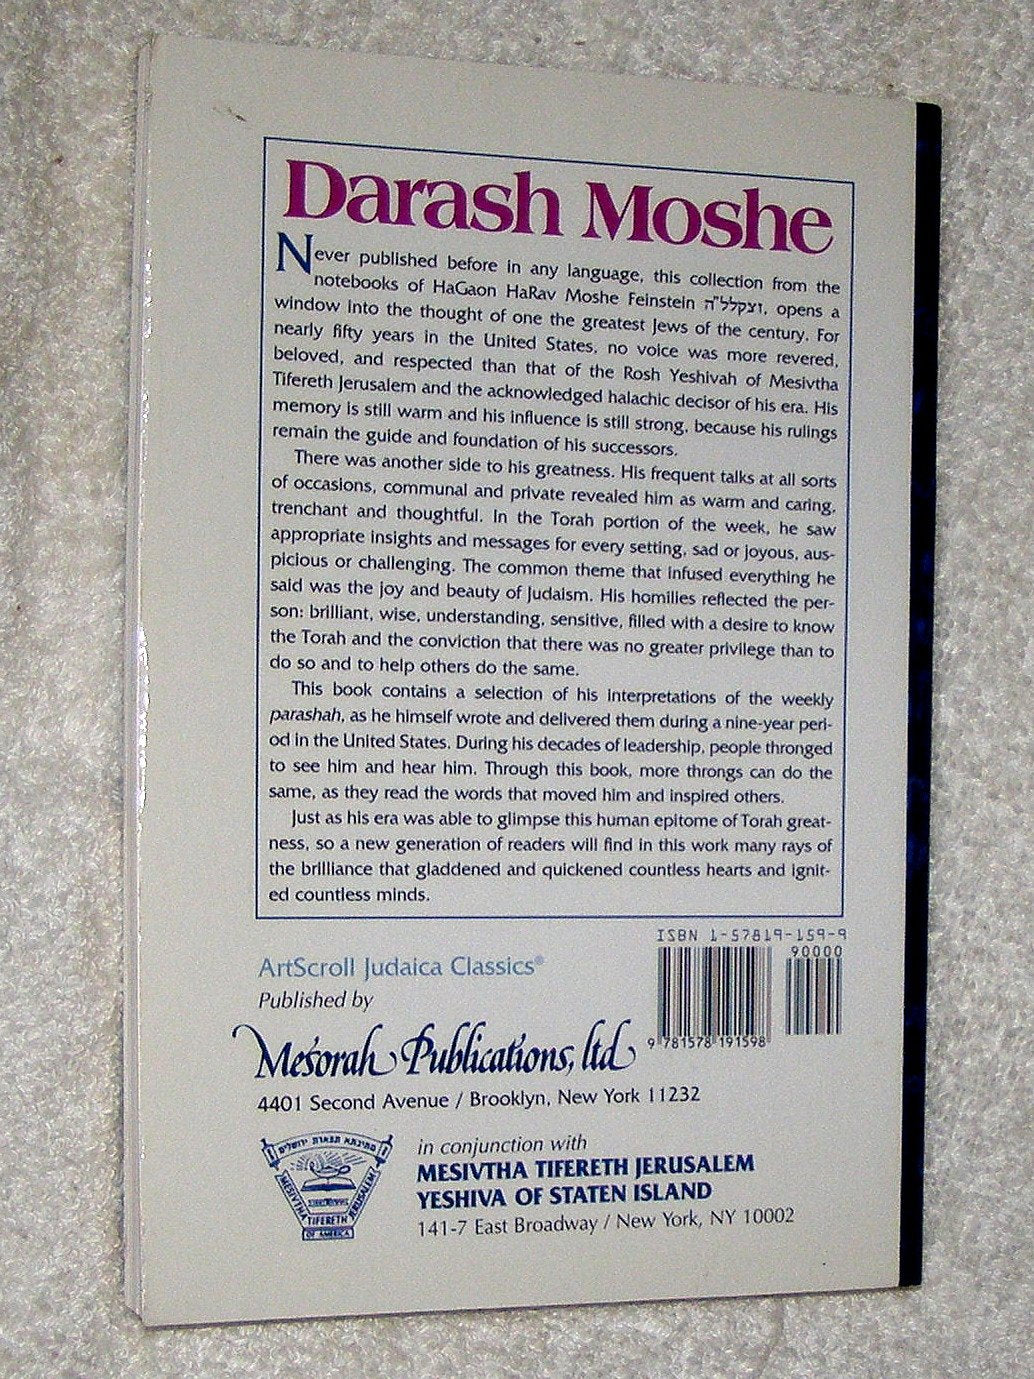 Darash Moshe
Never published before in any language, this collection from the
notebooks of HaGaon HaRav Moshe Feinstein זצקלל״ה, opens a
window into the thought of one the greatest Jews of the century. For
nearly fifty years in the United States, no voice was more revered,
beloved, and respected than that of the Rosh Yeshivah of Mesivtha
Tifereth Jerusalem and the acknowledged halachic decisor of his era. His
memory is still warm and his influence is still strong, because his rulings
remain the guide and foundation of his successors.
There was another side to his greatness. His frequent talks at all sorts
of occasions, communal and private revealed him as warm and caring,
trenchant and thoughtful. In the Torah portion of the week, he saw
appropriate insights and messages for every setting, sad or joyous, aus-
picious or challenging. The common theme that infused everything he
said was the joy and beauty of Judaism. His homilies reflected the per-
son: brilliant, wise, understanding, sensitive, filled with a desire to know
the Torah and the conviction that there was no greater privilege than to
do so and to help others do the same.
This book contains a selection of his interpretations of the weekly
parashah, as he himself wrote and delivered them during a nine-year peri-
od in the United States. During his decades of leadership, people thronged
to see him and hear him. Through this book, more throngs can do the
same, as they read the words that moved him and inspired others.
Just as his era was able to glimpse this human epitome of Torah great-
ness, so a new generation of readers will find in this work many rays of
the brilliance that gladdened and quickened countless hearts and ignit-
ed countless minds.
ISBN 1-57819-159-9
90000
9 781578 191598
ArtScroll Judaica Classics®
Published by
Mesorah Publications, ltd
4401 Second Avenue / Brooklyn, New York 11232
מתיבתא תפארת ירושלים
MESIVTHA
TIFERETH
JERUSALEM
OF AMERICA
in conjunction with
MESIVTHA TIFERETH JERUSALEM
YESHIVA OF STATEN ISLAND
141-7 East Broadway / New York, NY 10002